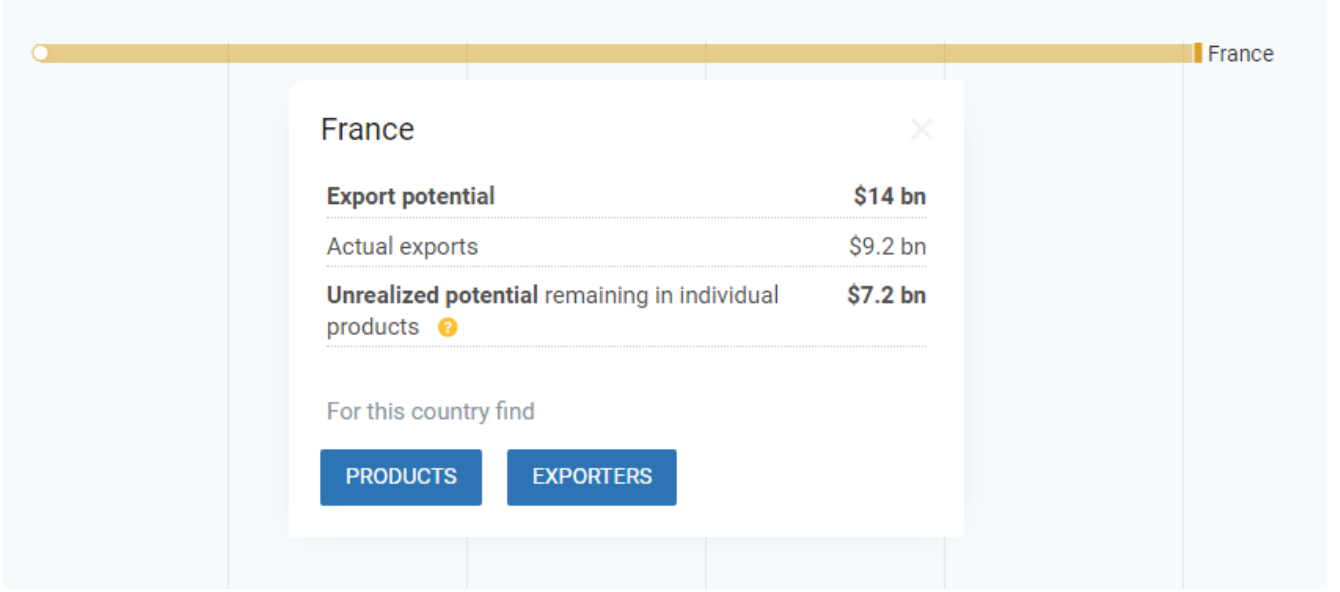 France
France
Export potential $14 bn
Actual exports $9.2 bn
Unrealized potential remaining in individual $7.2 bn
products ?
For this country find
PRODUCTS EXPORTERS